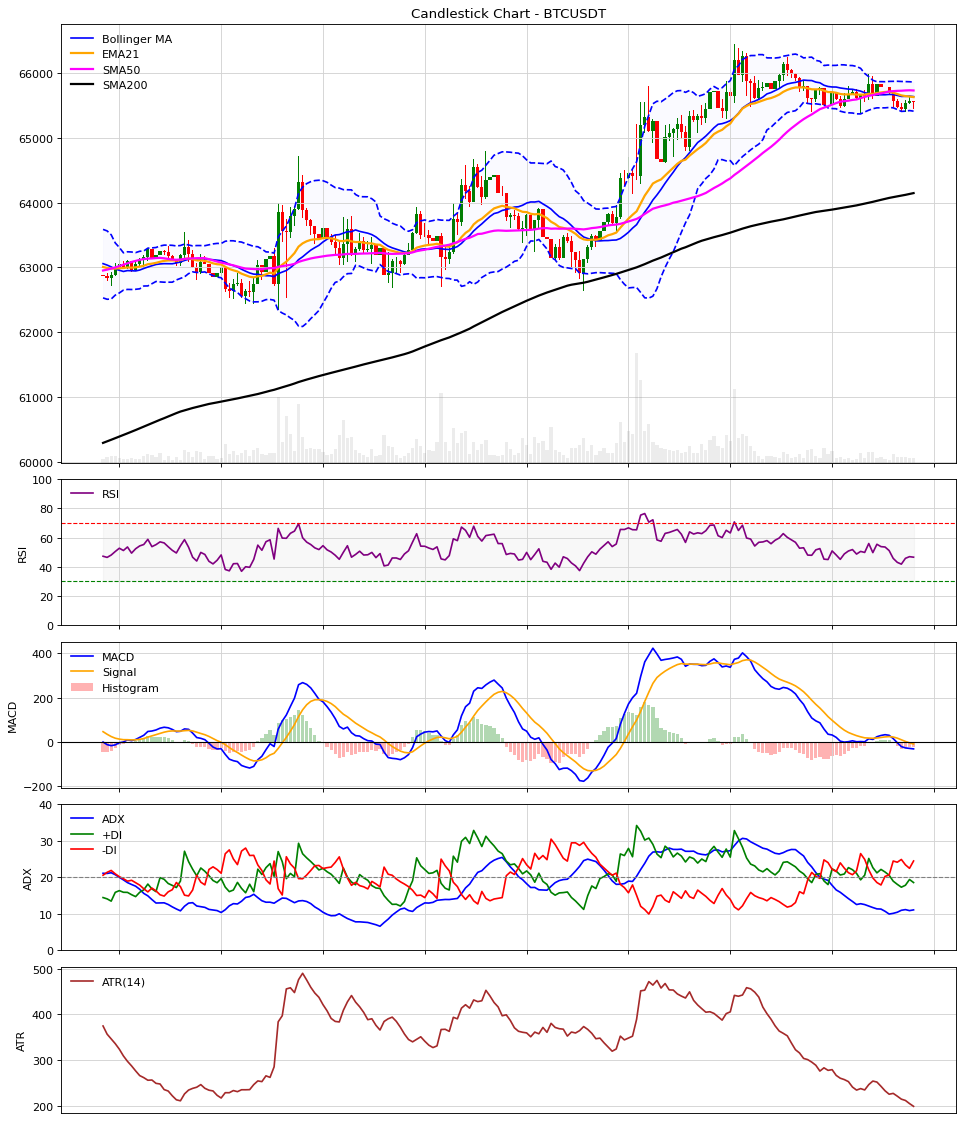 Candlestick Chart - BTCUSDT
Bollinger MA
EMA21
SMA50
SMA200
66000
65000
64000
63000
62000
61000
60000
RSI
100
80
60
40
20
0
RSI
MACD
Signal
Histogram
400
200
0
−200
MACD
ADX
+DI
-DI
40
30
20
10
0
ADX
ATR(14)
500
400
300
200
ATR